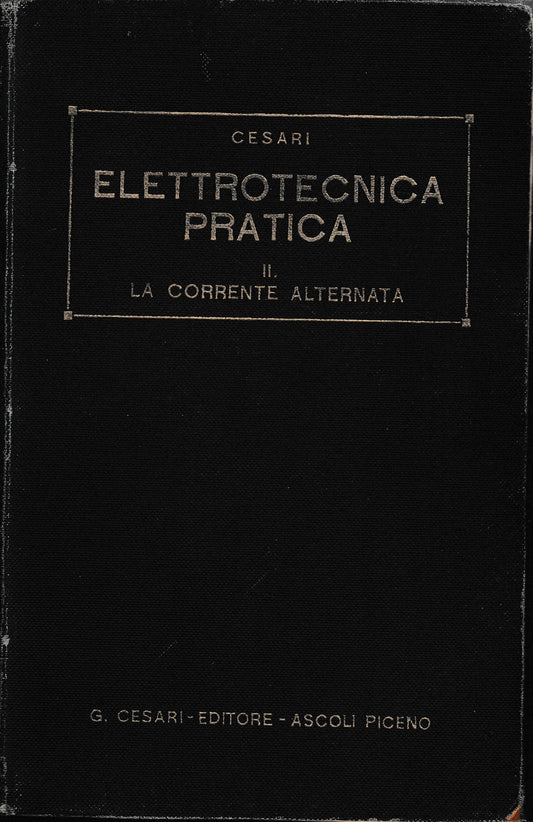 CESARI
ELETTROTECNICA
PRATICA
II.
LA CORRENTE ALTERNATA
G. CESARI-EDITORE-ASCOLI PICENO